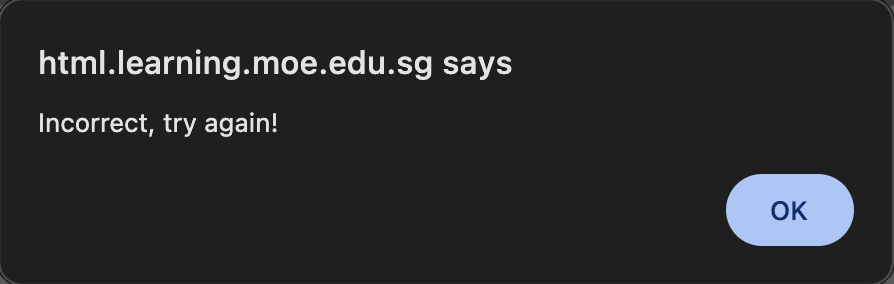 html.learning.moe.edu.sg says
Incorrect, try again!
OK